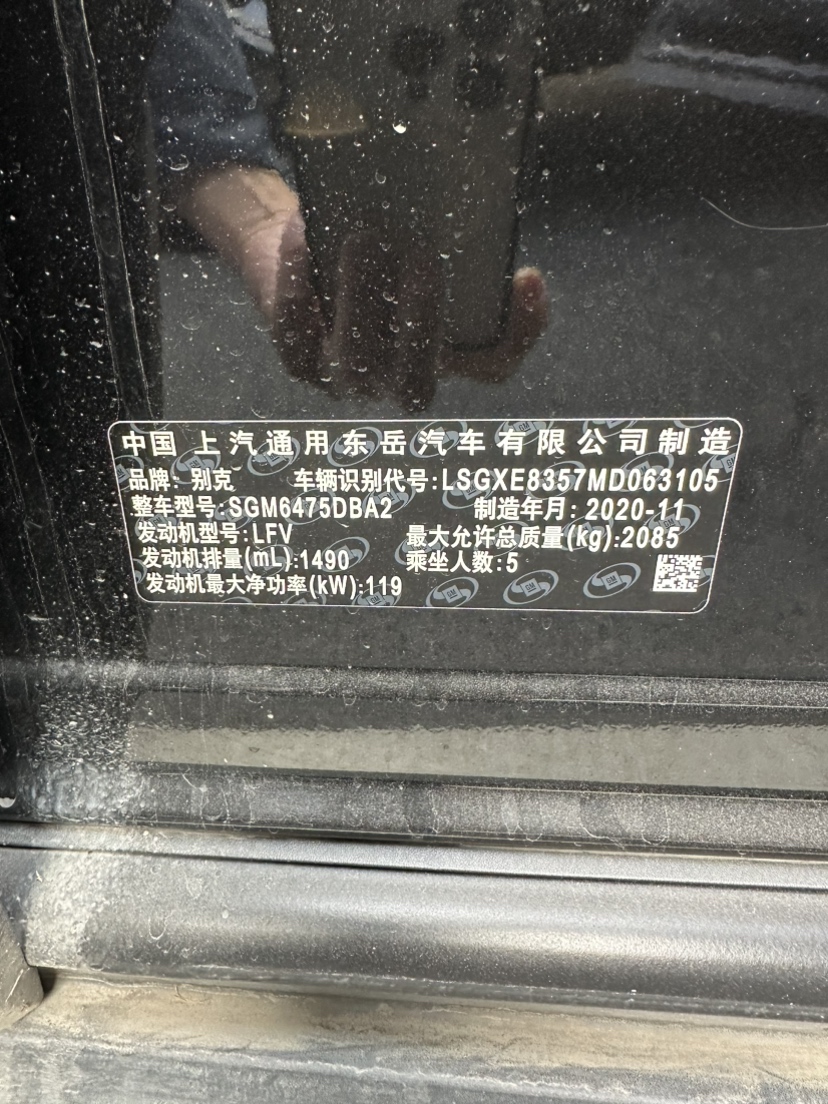 中国 上汽通用东岳汽车有限公司制造
品牌: 别克 车辆识别代号:LSGXE8357MD063105
整车型号:SGM6475DBA2 制造年月: 2020-11
发动机型号:LFV 最大允许总质量(kg):2085
发动机排量(mL):1490 乘坐人数:5
发动机最大净功率(kW):119